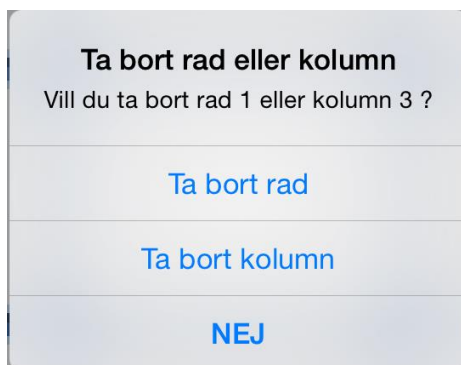 Ta bort rad eller kolumn
Vill du ta bort rad 1 eller kolumn 3 ?
Ta bort rad
Ta bort kolumn
NEJ